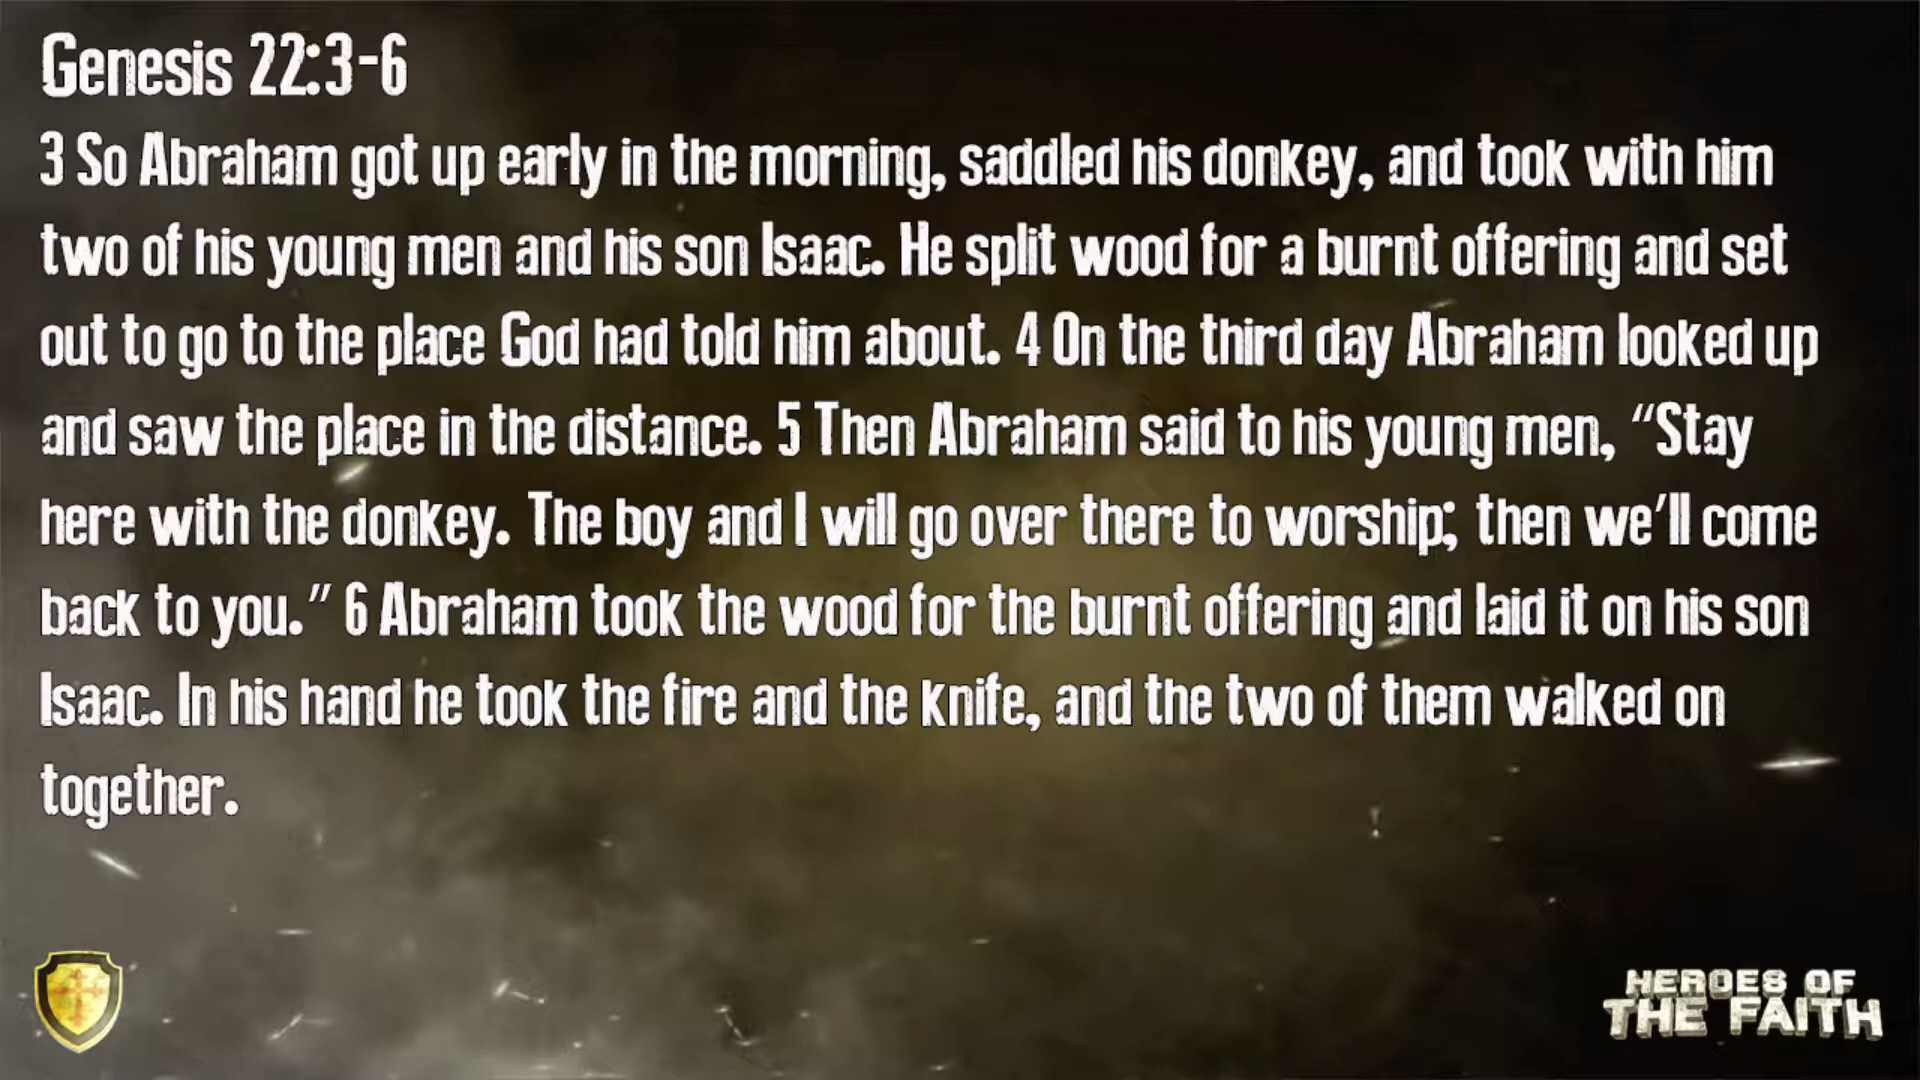 Genesis 22:3-6
3 So Abraham got up early in the morning, saddled his donkey, and took with him
two of his young men and his son Isaac. He split wood for a burnt offering and set
out to go to the place God had told him about. 4 On the third day Abraham looked up
and saw the place in the distance. 5 Then Abraham said to his young men, “Stay
here with the donkey. The boy and I will go over there to worship; then we’ll come
back to you.” 6 Abraham took the wood for the burnt offering and laid it on his son
Isaac. In his hand he took the fire and the knife, and the two of them walked on
together.
HEROES OF
THE FAITH